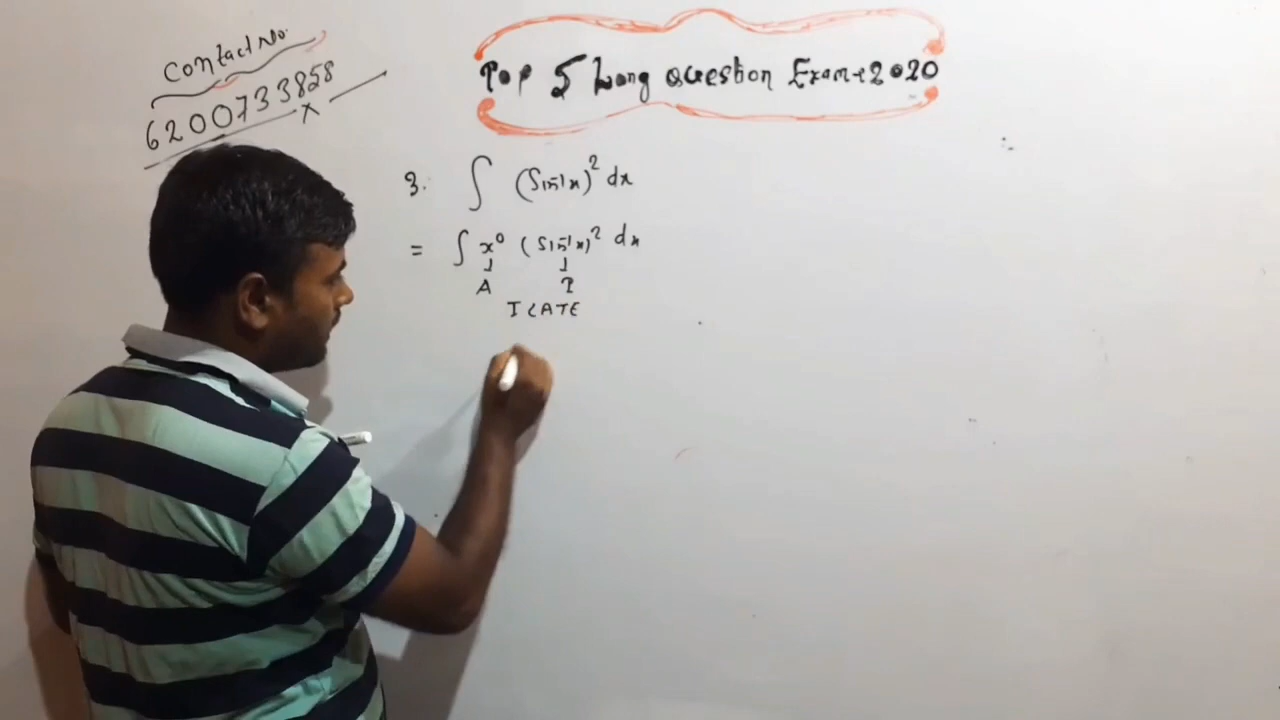 Contact No.
6200733858
Top 5 Long Question Exam-2020
3. ∫ (Sin⁻¹x)² dx
= ∫ x⁰ (Sin⁻¹x)² dx
A I
ILATE